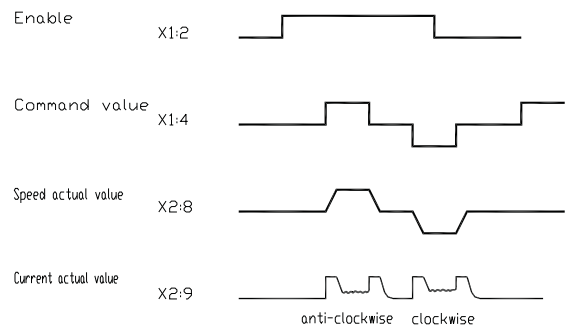 Enable
X1:2
Command value
X1:4
Speed actual value
X2:8
Current actual value
X2:9
anti-clockwise clockwise